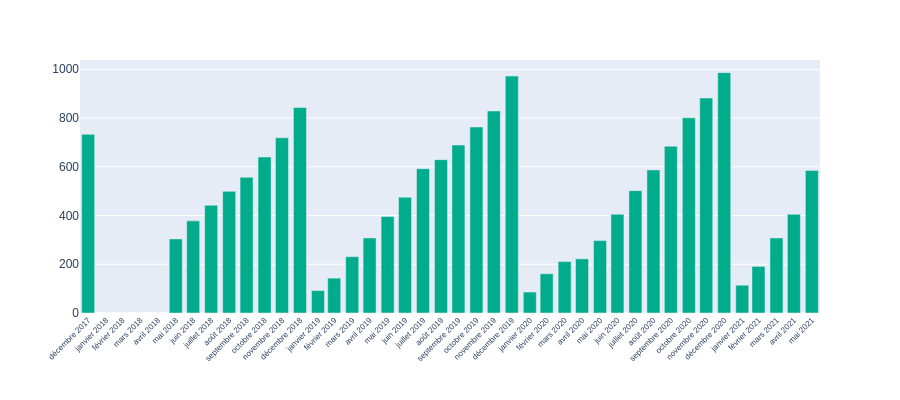 1000
800
600
400
200
0
décembre 2017
janvier 2018
février 2018
mars 2018
avril 2018
mai 2018
juin 2018
juillet 2018
août 2018
septembre 2018
octobre 2018
novembre 2018
décembre 2018
janvier 2019
février 2019
mars 2019
avril 2019
mai 2019
juin 2019
juillet 2019
août 2019
septembre 2019
octobre 2019
novembre 2019
décembre 2019
janvier 2020
février 2020
mars 2020
avril 2020
mai 2020
juin 2020
juillet 2020
août 2020
septembre 2020
octobre 2020
novembre 2020
décembre 2020
janvier 2021
février 2021
mars 2021
avril 2021
mai 2021